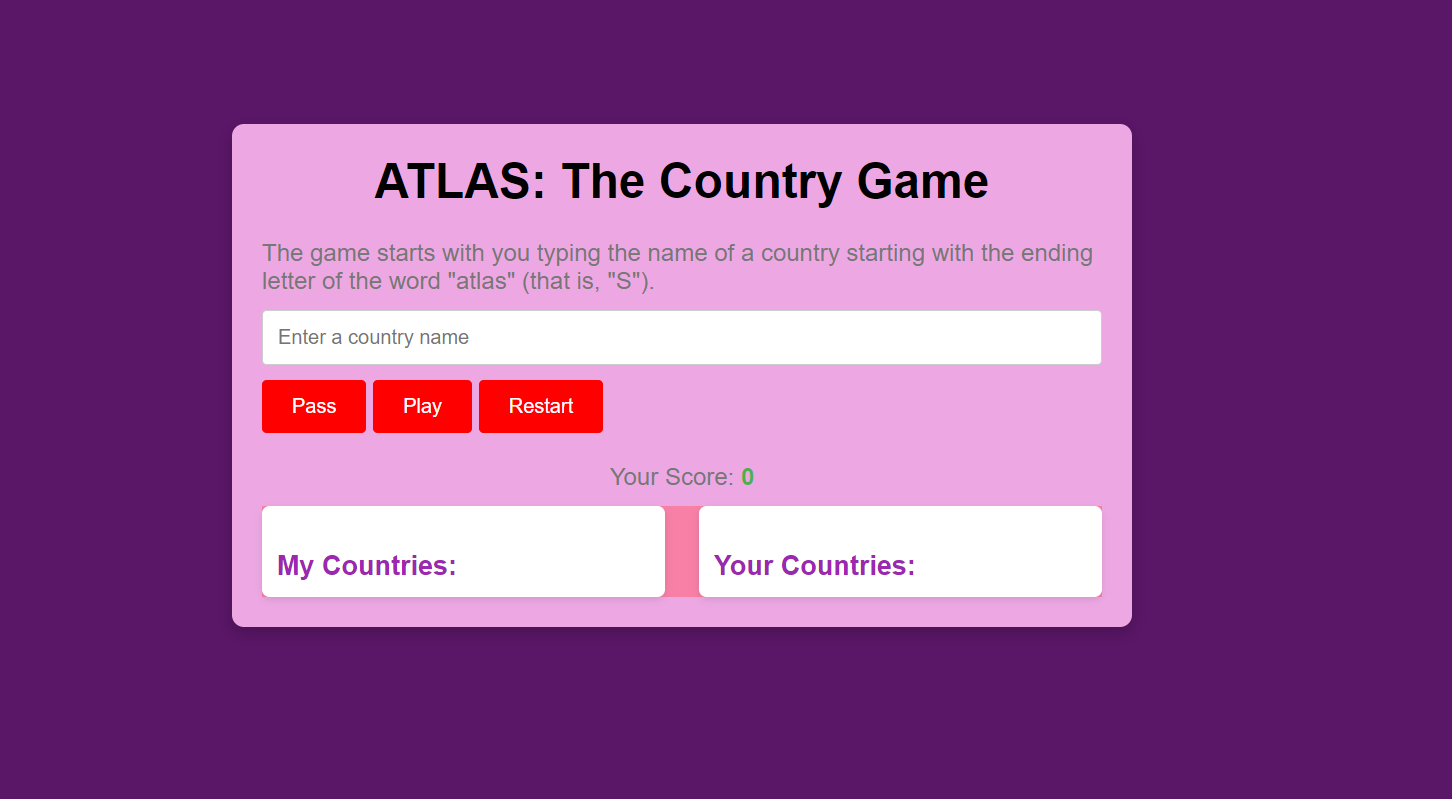 ATLAS: The Country Game
The game starts with you typing the name of a country starting with the ending
letter of the word "atlas" (that is, "S").
Enter a country name
Pass Play Restart
Your Score: 0
My Countries: Your Countries: